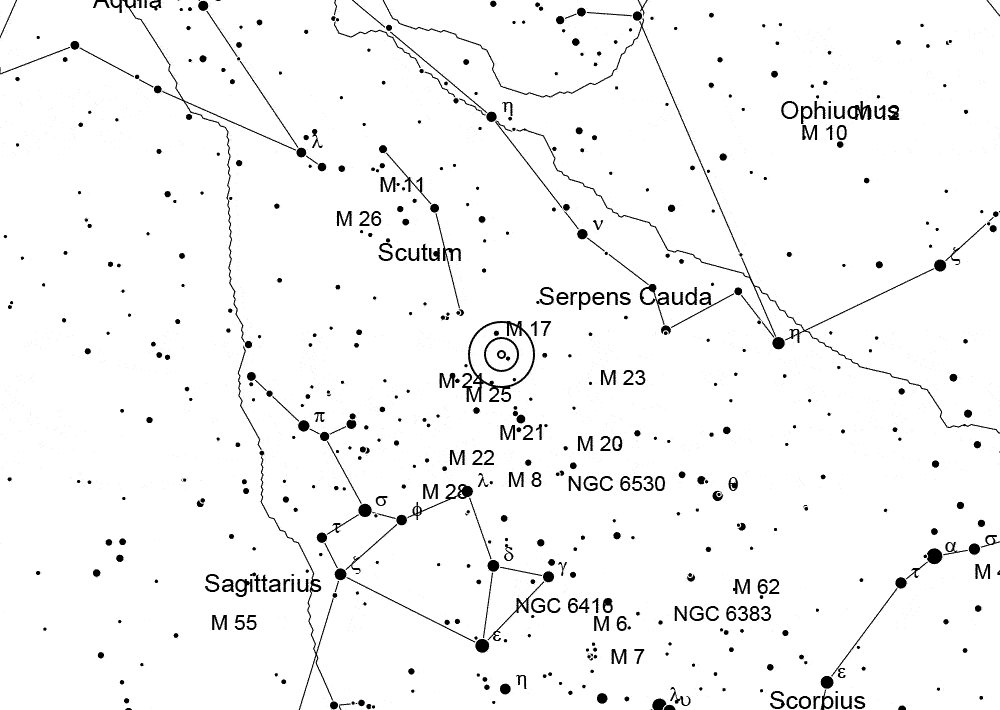 Aquila
η
Ophiuchus
M 12
M 10
λ
M 11
M 26
ν
Scutum
ζ
Serpens Cauda
M 17
η
M 23
M 24
M 25
π
M 21
M 20
M 22
λ
M 8
NGC 6530
θ
M 28
σ
φ
τ
α
σ
δ
γ
ζ
τ
Sagittarius
M 62
NGC 6416
NGC 6383
M 55
M 6
ε
M 7
η
ε
λ
υ
Scorpius